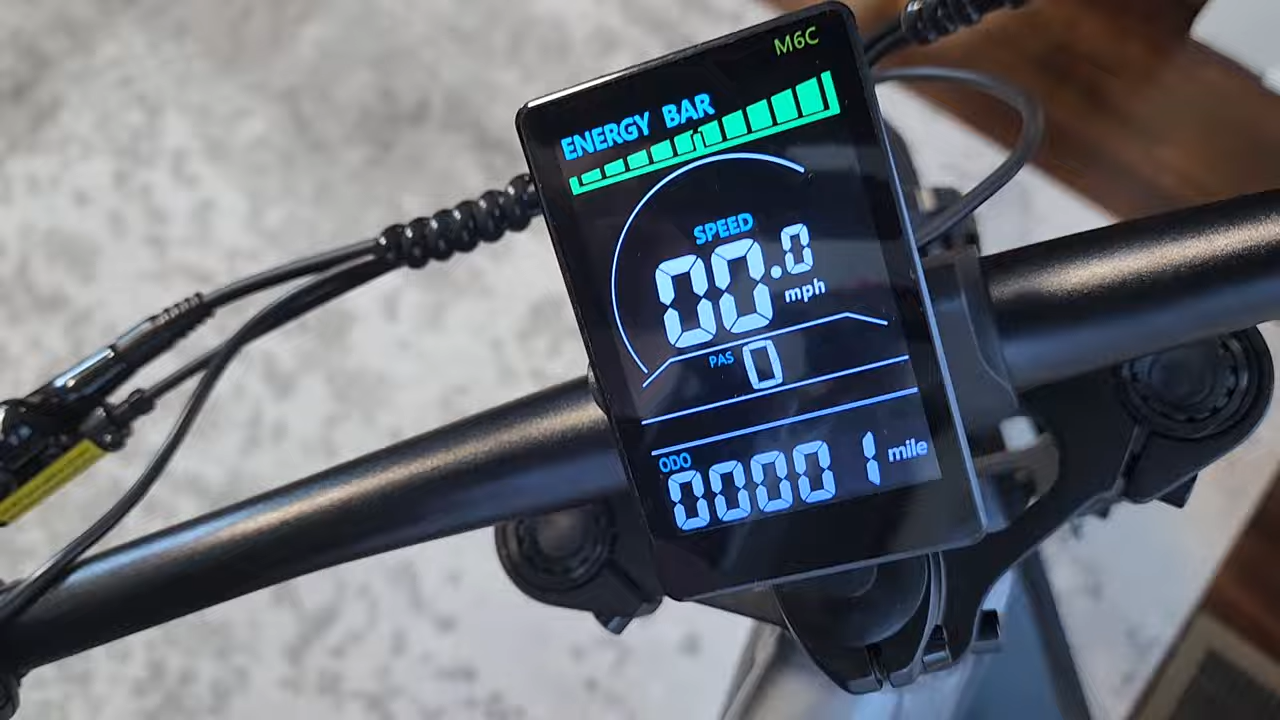 M6C
ENERGY BAR
SPEED
00.0
mph
PAS 0
ODO
00001 mile